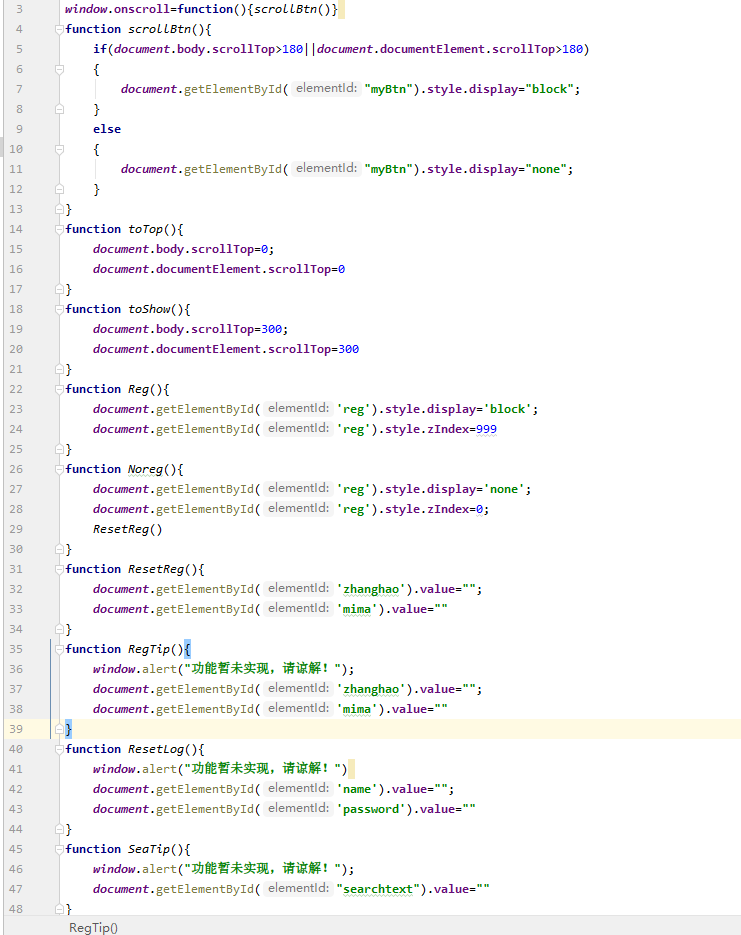 3 window.onscroll=function(){scrollBtn()}
4 function scrollBtn(){
5 if(document.body.scrollTop>180||document.documentElement.scrollTop>180)
6 {
7 document.getElementById( elementId: "myBtn").style.display="block";
8 }
9 else
10 {
11 document.getElementById( elementId: "myBtn").style.display="none";
12 }
13 }
14 function toTop(){
15 document.body.scrollTop=0;
16 document.documentElement.scrollTop=0
17 }
18 function toShow(){
19 document.body.scrollTop=300;
20 document.documentElement.scrollTop=300
21 }
22 function Reg(){
23 document.getElementById( elementId: 'reg').style.display='block';
24 document.getElementById( elementId: 'reg').style.zIndex=999
25 }
26 function Noreg(){
27 document.getElementById( elementId: 'reg').style.display='none';
28 document.getElementById( elementId: 'reg').style.zIndex=0;
29 ResetReg()
30 }
31 function ResetReg(){
32 document.getElementById( elementId: 'zhanghao').value="";
33 document.getElementById( elementId: 'mima').value=""
34 }
35 function RegTip(){
36 window.alert("功能暂未实现，请谅解！");
37 document.getElementById( elementId: 'zhanghao').value="";
38 document.getElementById( elementId: 'mima').value=""
39 }
40 function ResetLog(){
41 window.alert("功能暂未实现，请谅解！")
42 document.getElementById( elementId: 'name').value="";
43 document.getElementById( elementId: 'password').value=""
44 }
45 function SeaTip(){
46 window.alert("功能暂未实现，请谅解！");
47 document.getElementById( elementId: "searchtext").value=""
48 }
RegTip()